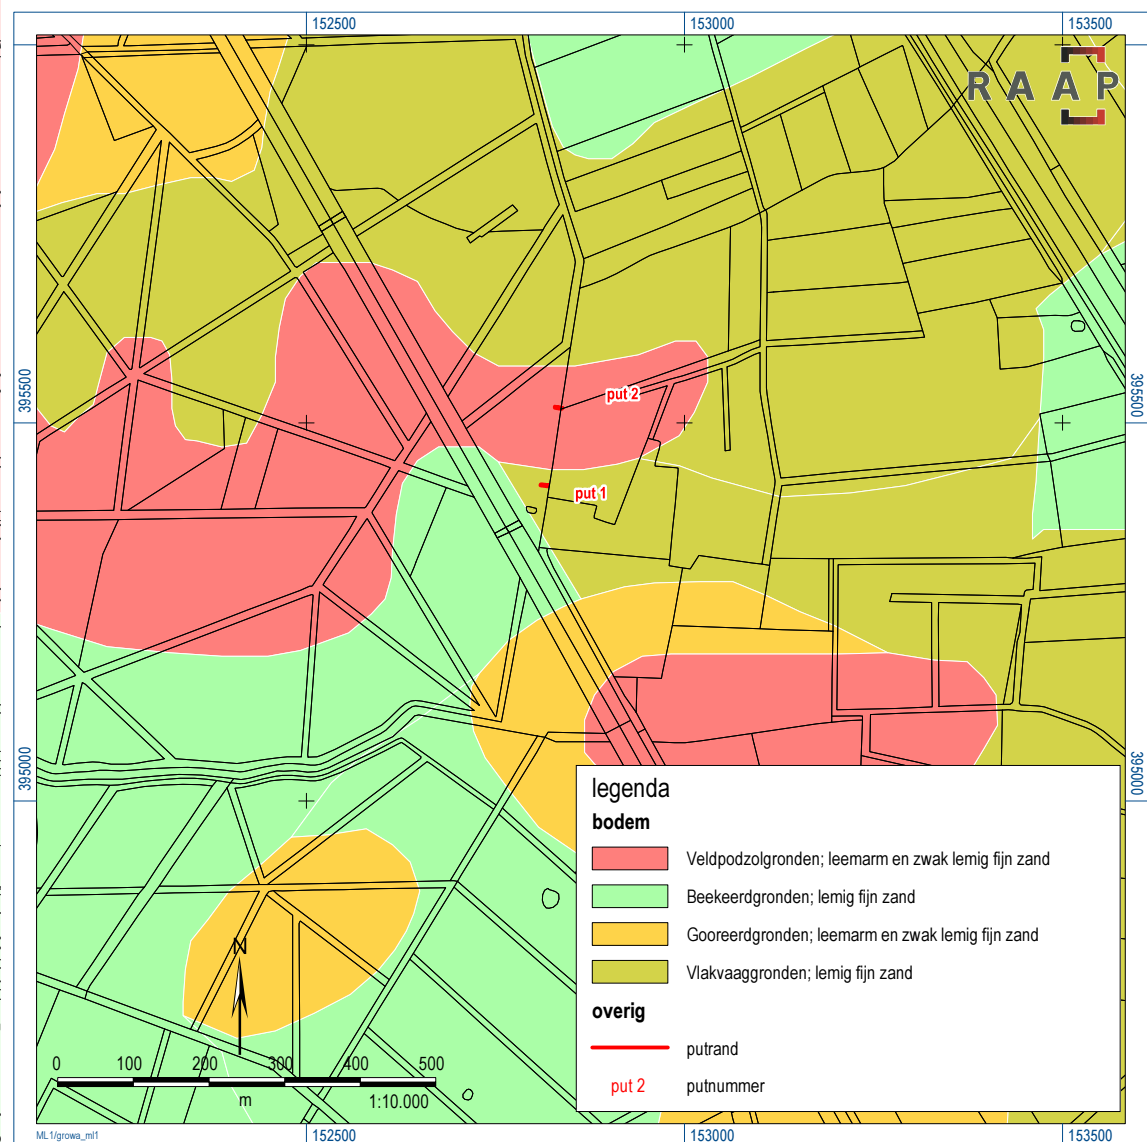 152500 153000 153500
RAAP
395500 395500
put 2
put 1
395000 395000
legenda
bodem
Veldpodzolgronden; leemarm en zwak lemig fijn zand
Beekeerdgronden; lemig fijn zand
Gooreerdgronden; leemarm en zwak lemig fijn zand
Vlakvaaggronden; lemig fijn zand
overig
putrand
put 2 putnummer
N
0 100 200 300 400 500
m 1:10.000
ML1/growa_ml1
152500 153000 153500